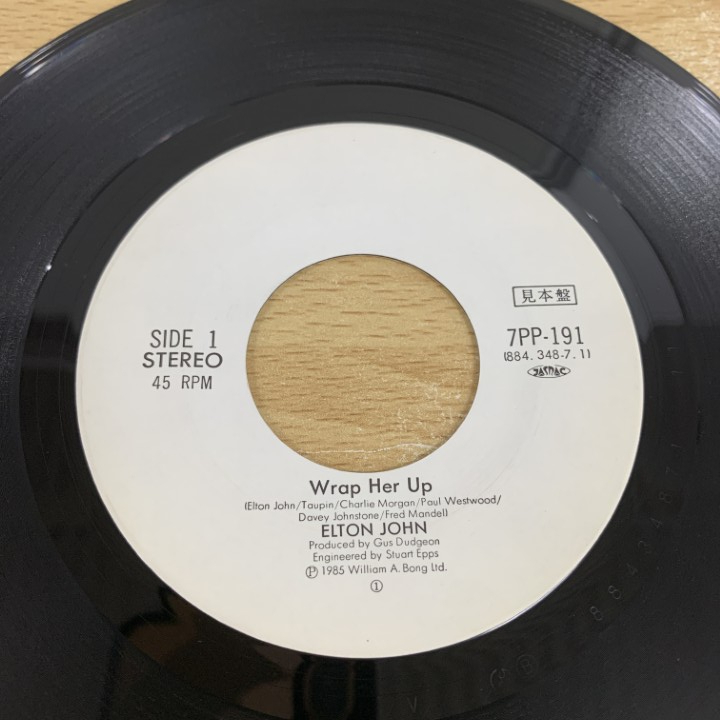 SIDE 1
STEREO
45 RPM
見本盤
7PP-191
(884. 348-7. 1)
JASRAC
Wrap Her Up
(Elton John/Taupin/Charlie Morgan/Paul Westwood/
Davey Johnstone/Fred Mandel)
ELTON JOHN
Produced by Gus Dudgeon
Engineered by Stuart Epps
Ⓟ 1985 William A. Bong Ltd.
①